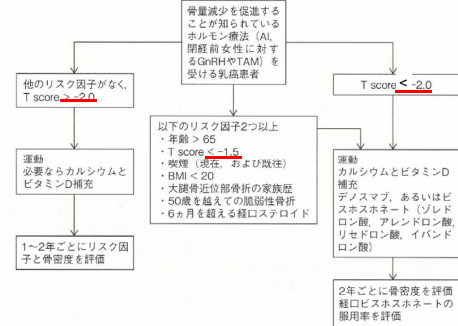 骨量減少を促進する
ことが知られている
ホルモン療法（AI,
閉経前女性に対す
るGnRHやTAM）を
受ける乳癌患者
他のリスク因子がなく,
T score > -2.0
T score < -2.0
以下のリスク因子2つ以上
・年齢 > 65
・T score < -1.5
・喫煙（現在, および既往）
・BMI < 20
・大腿骨近位部骨折の家族歴
・50歳を越えての脆弱性骨折
・6ヵ月を超える経口ステロイド
運動
必要ならカルシウムと
ビタミンD補充
運動
カルシウムとビタミンD
補充
デノスマブ, あるいはビ
スホスホネート（ゾレド
ロン酸, アレンドロン酸,
リセドロン酸, イバンド
ロン酸）
1～2年ごとにリスク因
子と骨密度を評価
2年ごとに骨密度を評価
経口ビスホスホネートの
服用率を評価